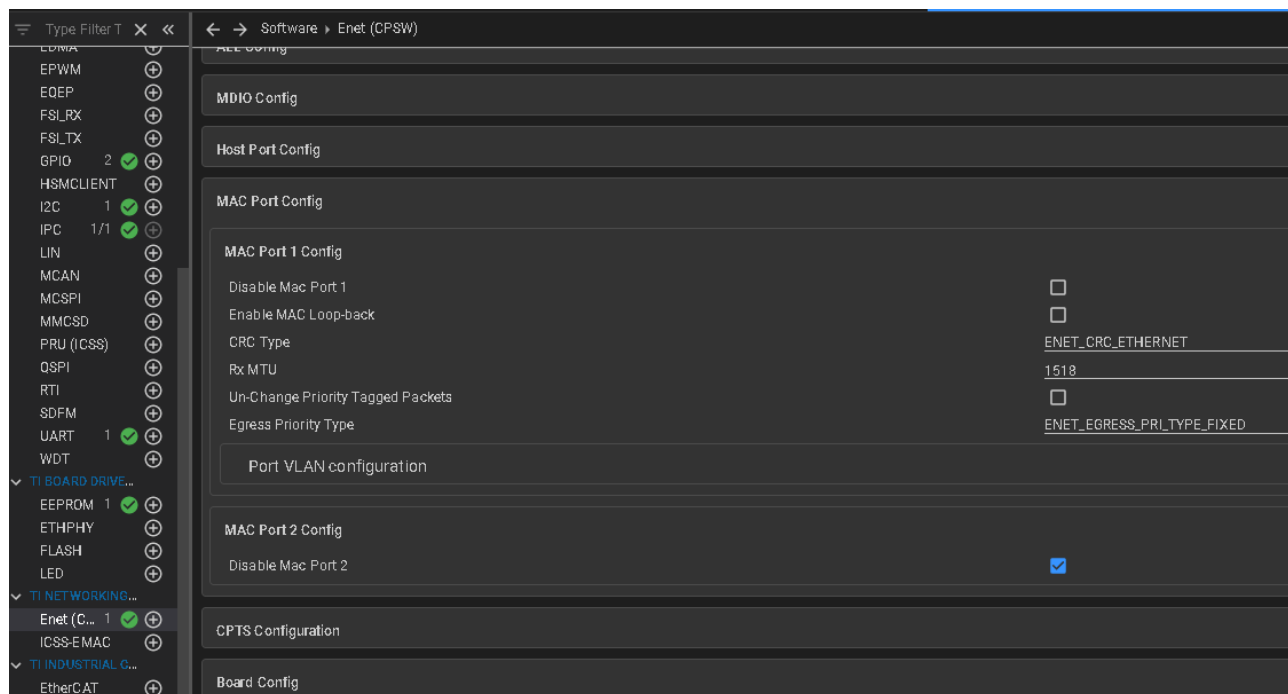 Type Filter T
EDMA
EPWM
EQEP
FSI_RX
FSI_TX
GPIO 2
HSMCLIENT
I2C 1
IPC 1/1
LIN
MCAN
MCSPI
MMCSD
PRU (ICSS)
QSPI
RTI
SDFM
UART 1
WDT
TI BOARD DRIVE...
EEPROM 1
ETHPHY
FLASH
LED
TI NETWORKING...
Enet (C... 1
ICSS-EMAC
TI INDUSTRIAL C...
EtherCAT
Software Enet (CPSW)
ALE Config
MDIO Config
Host Port Config
MAC Port Config
MAC Port 1 Config
Disable Mac Port 1
Enable MAC Loop-back
CRC Type ENET_CRC_ETHERNET
Rx MTU 1518
Un-Change Priority Tagged Packets
Egress Priority Type ENET_EGRESS_PRI_TYPE_FIXED
Port VLAN configuration
MAC Port 2 Config
Disable Mac Port 2
CPTS Configuration
Board Config